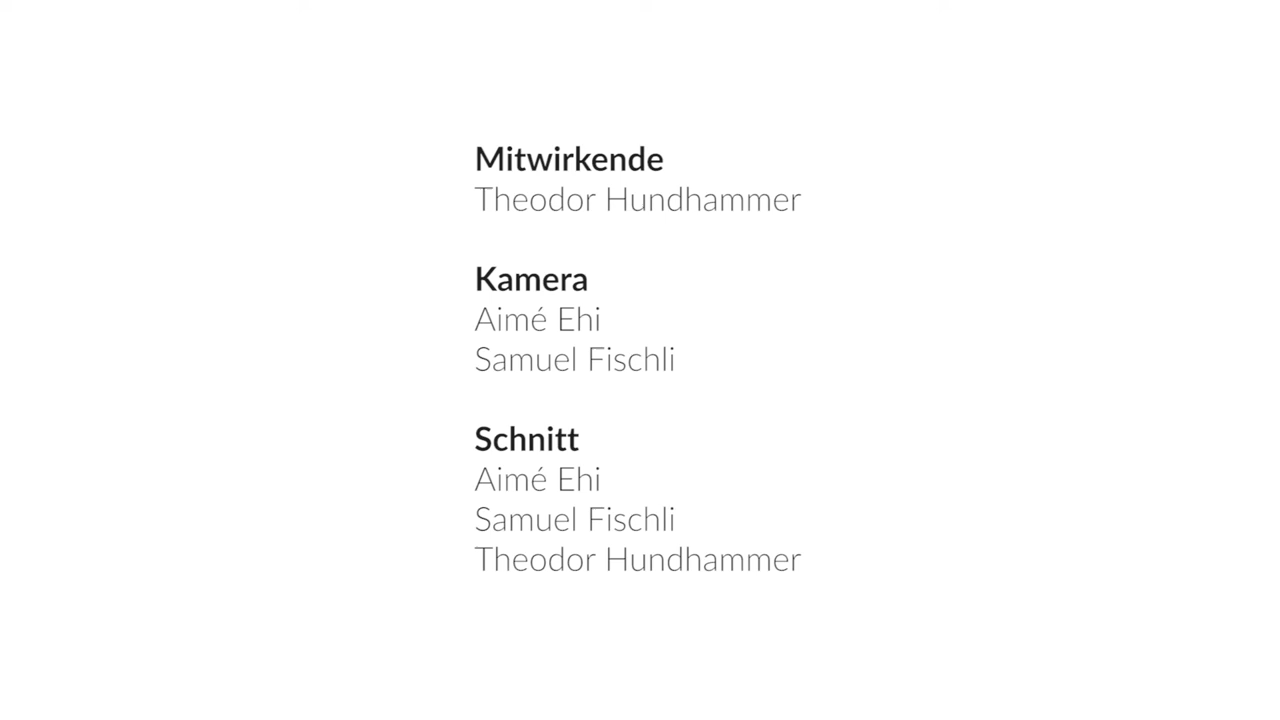 Mitwirkende
Theodor Hundhammer
Kamera
Aimé Ehi
Samuel Fischli
Schnitt
Aimé Ehi
Samuel Fischli
Theodor Hundhammer